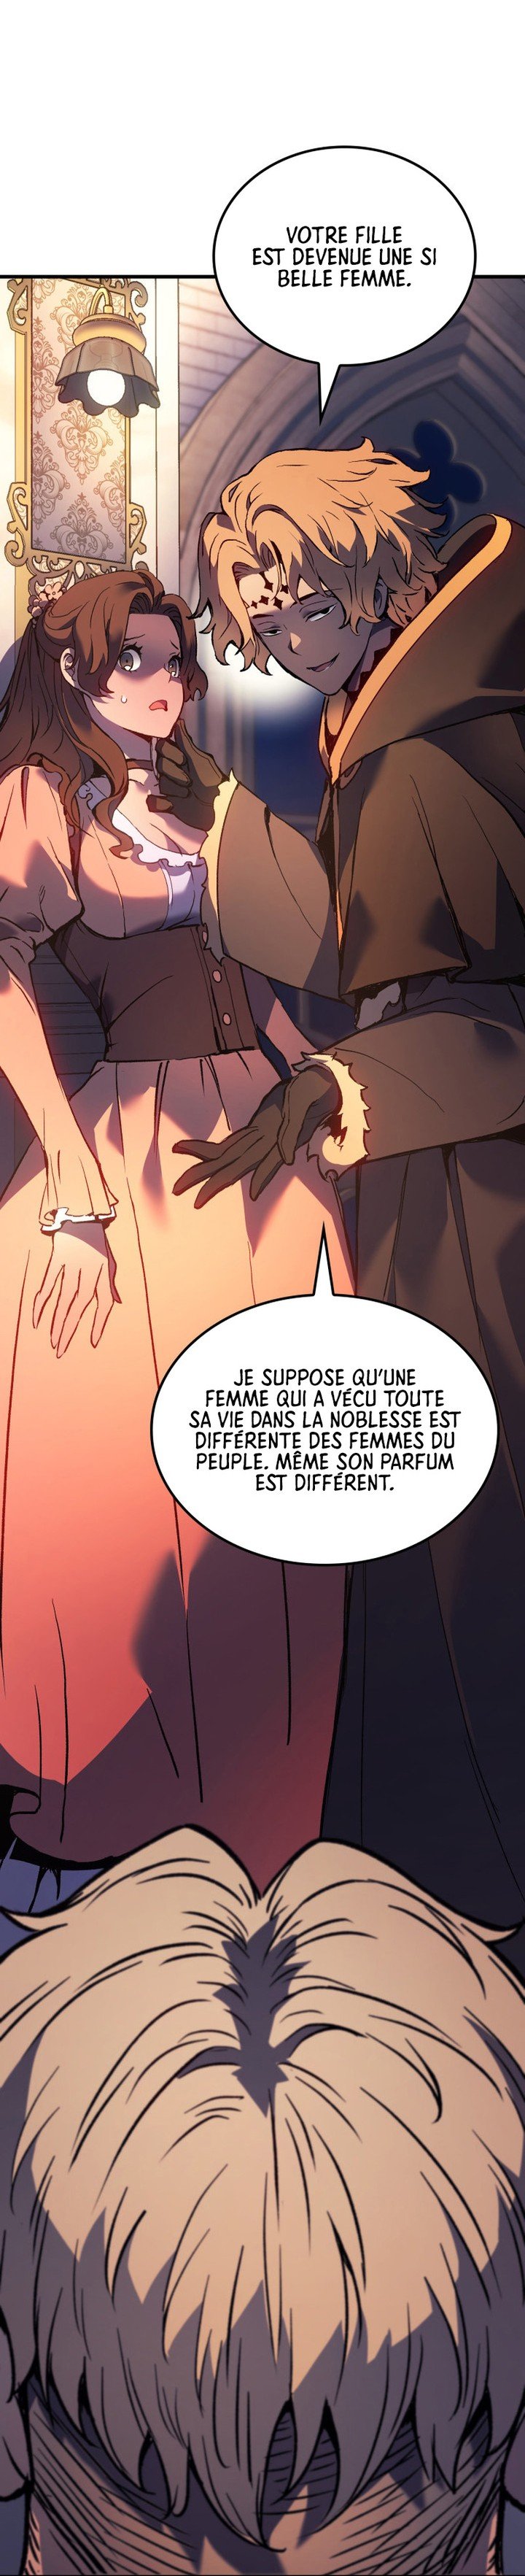 VOTRE FILLE
EST DEVENUE UNE SI
BELLE FEMME.
JE SUPPOSE QU'UNE
FEMME QUI A VÉCU TOUTE
SA VIE DANS LA NOBLESSE EST
DIFFÉRENTE DES FEMMES DU
PEUPLE. MÊME SON PARFUM
EST DIFFÉRENT.